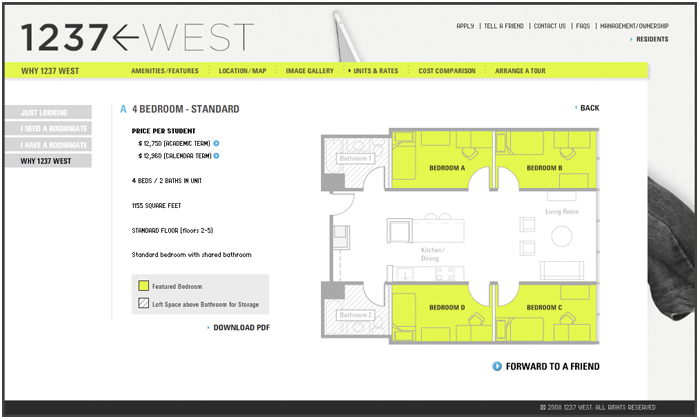 1237←WEST
APPLY | TELL A FRIEND | CONTACT US | FAQS | MANAGEMENT/OWNERSHIP
RESIDENTS
WHY 1237 WEST
AMENITIES/FEATURES
LOCATION/MAP
IMAGE GALLERY
UNITS & RATES
COST COMPARISON
ARRANGE A TOUR
JUST LOOKING
I NEED A ROOMMATE
I HAVE A ROOMMATE
WHY 1237 WEST
A 4 BEDROOM - STANDARD
BACK
PRICE PER STUDENT
$ 12,750 (ACADEMIC TERM)
$ 12,960 (CALENDAR TERM)
4 BEDS / 2 BATHS IN UNIT
1155 SQUARE FEET
STANDARD FLOOR (floors 2-5)
Standard bedroom with shared bathroom
Featured Bedroom
Loft Space above Bathroom for Storage
DOWNLOAD PDF
Bathroom 1
BEDROOM A
BEDROOM B
Living Room
Kitchen/
Dining
Bathroom 2
BEDROOM D
BEDROOM C
FORWARD TO A FRIEND
© 2008 1237 WEST. ALL RIGHTS RESERVED